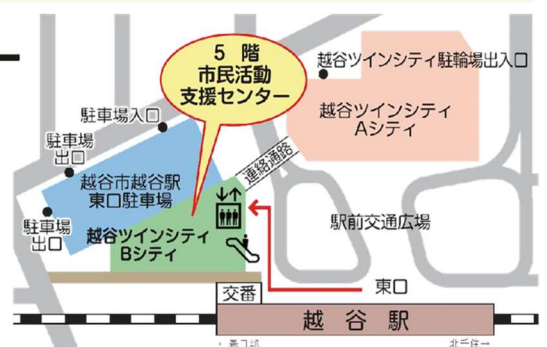 5 階
市民活動
支援センター
越谷ツインシティ駐輪場出入口
越谷ツインシティ
Aシティ
駐車場入口
駐車場
出口
越谷市越谷駅
東口駐車場
連絡通路
駐車場
出口
越谷ツインシティ
Bシティ
駅前交通広場
交番
東口
越谷駅
北千住→